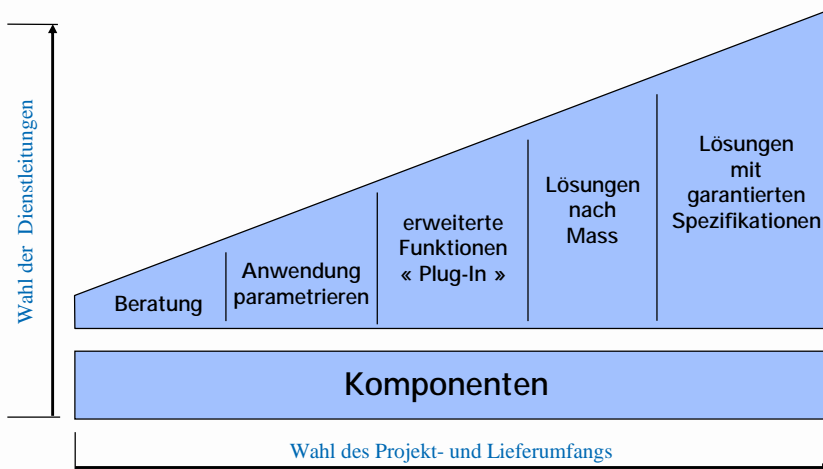 Wahl der Dienstleitungen
Beratung
Anwendung
parametrieren
erweiterte
Funktionen
« Plug-In »
Lösungen
nach
Mass
Lösungen
mit
garantierten
Spezifikationen
Komponenten
Wahl des Projekt- und Lieferumfangs